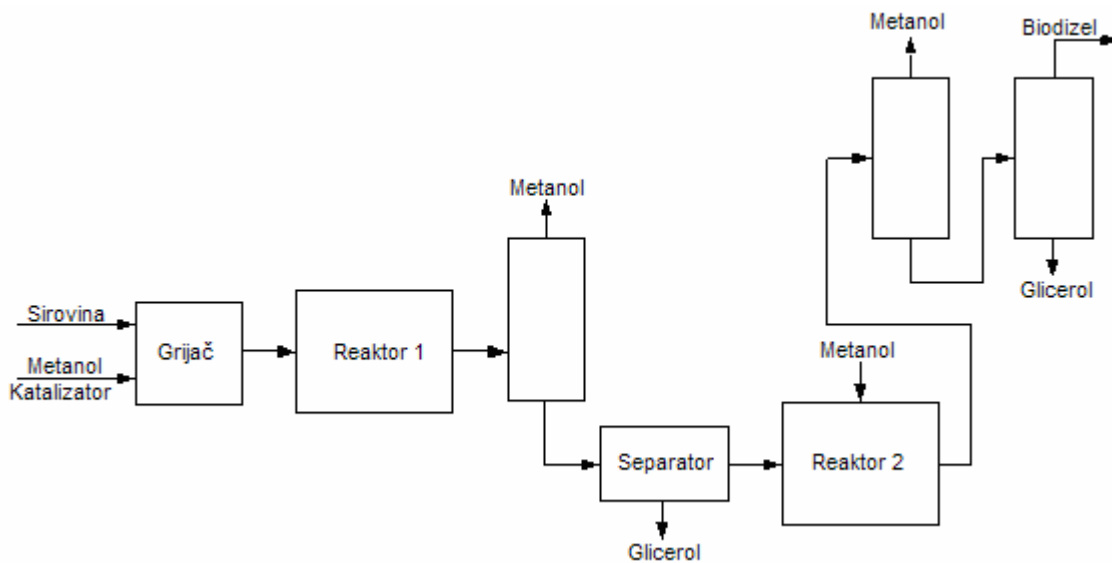 Metanol
Biodizel
Metanol
Glicerol
Sirovina
Grijač
Reaktor 1
Metanol
Katalizator
Metanol
Separator
Reaktor 2
Glicerol